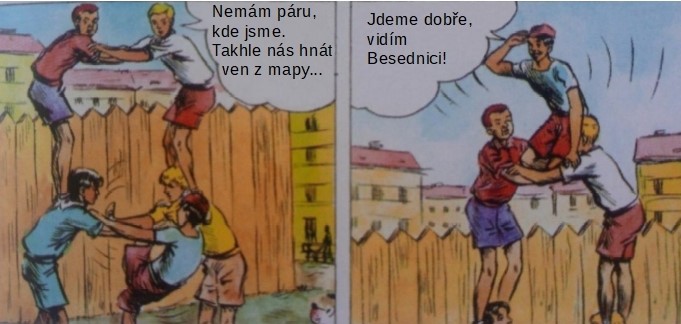 Nemám páru,
kde jsme.
Takhle nás hnát
ven z mapy...
Jdeme dobře,
vidím
Besednici!